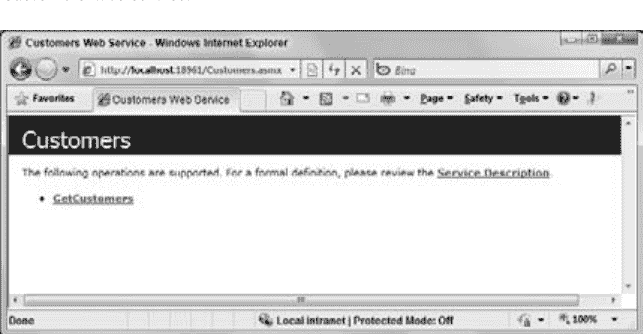 Customers Web Service - Windows Internet Explorer
http://localhost:18961/Customers.asmx
Bing
Favorites Customers Web Service Page Safety Tools
Customers
The following operations are supported. For a formal definition, please review the Service Description.
• GetCustomers
Done Local intranet | Protected Mode: Off 100%